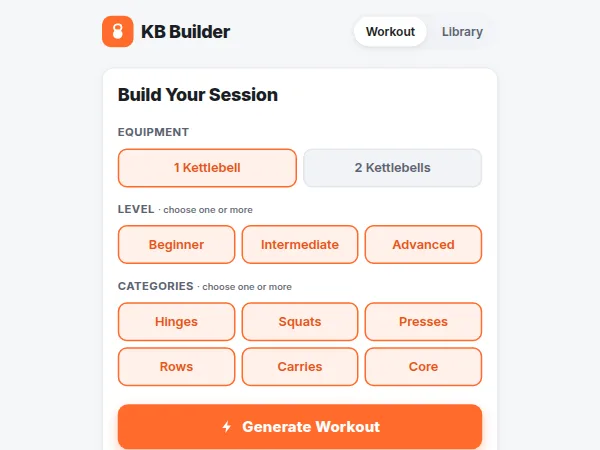 KB Builder
Workout Library
Build Your Session
EQUIPMENT
1 Kettlebell 2 Kettlebells
LEVEL · choose one or more
Beginner Intermediate Advanced
CATEGORIES · choose one or more
Hinges Squats Presses
Rows Carries Core
Generate Workout